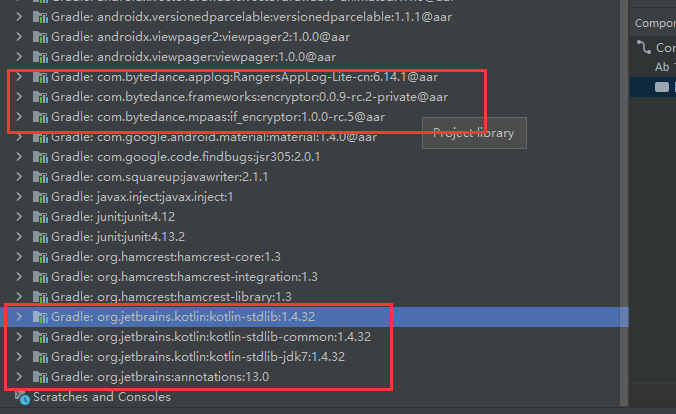 Gradle: androidx.versionedparcelable:versionedparcelable:1.1.1@aar
Gradle: androidx.viewpager2:viewpager2:1.0.0@aar
Gradle: androidx.viewpager:viewpager:1.0.0@aar
Gradle: com.bytedance.applog:RangersAppLog-Lite-cn:6.14.1@aar
Gradle: com.bytedance.frameworks:encryptor:0.0.9-rc.2-private@aar
Gradle: com.bytedance.mpaas:if_encryptor:1.0.0-rc.5@aar
Gradle: com.google.android.material:material:1.4.0@aar
Project library
Gradle: com.google.code.findbugs:jsr305:2.0.1
Gradle: com.squareup:javawriter:2.1.1
Gradle: javax.inject:javax.inject:1
Gradle: junit:junit:4.12
Gradle: junit:junit:4.13.2
Gradle: org.hamcrest:hamcrest-core:1.3
Gradle: org.hamcrest:hamcrest-integration:1.3
Gradle: org.hamcrest:hamcrest-library:1.3
Gradle: org.jetbrains.kotlin:kotlin-stdlib:1.4.32
Gradle: org.jetbrains.kotlin:kotlin-stdlib-common:1.4.32
Gradle: org.jetbrains.kotlin:kotlin-stdlib-jdk7:1.4.32
Gradle: org.jetbrains:annotations:13.0
Scratches and Consoles
Compor
Cor
Ab